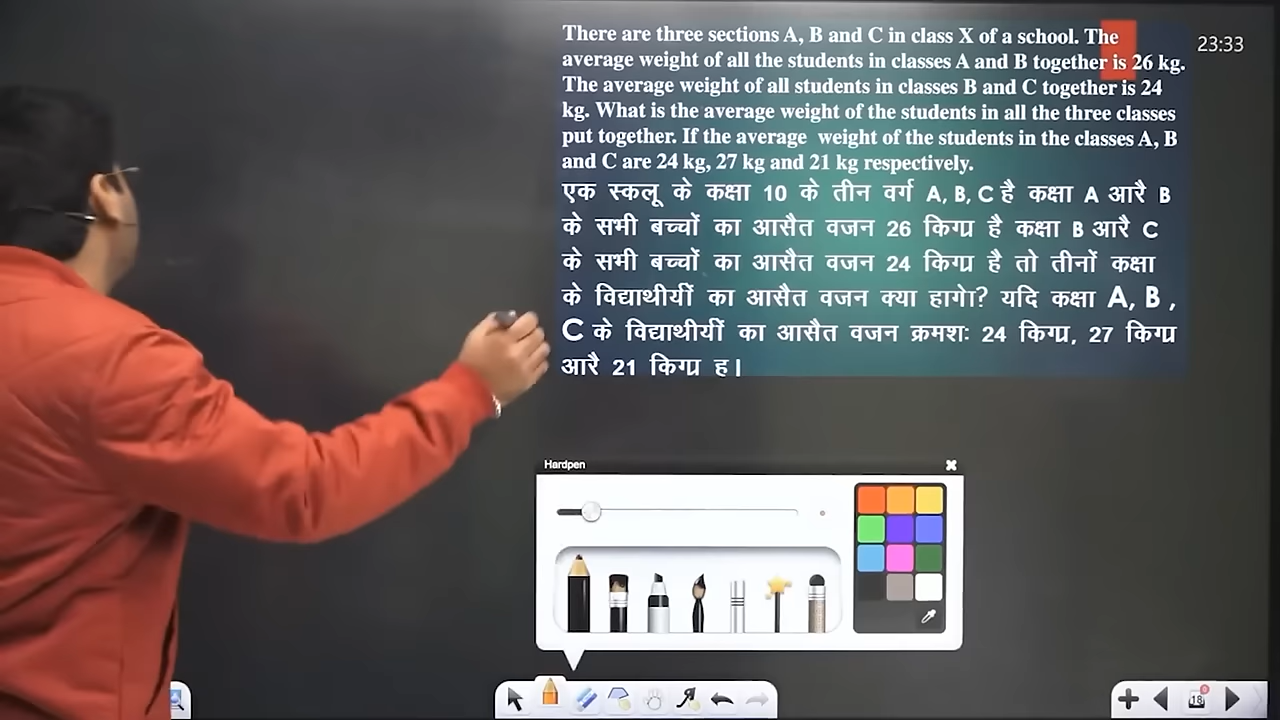 There are three sections A, B and C in class X of a school. The
average weight of all the students in classes A and B together is 26 kg.
The average weight of all students in classes B and C together is 24
kg. What is the average weight of the students in all the three classes
put together. If the average weight of the students in the classes A, B
and C are 24 kg, 27 kg and 21 kg respectively.
एक स्कलू के कक्षा 10 के तीन वर्ग A, B, C है कक्षा A आरै B
के सभी बच्चों का आसैत वजन 26 किग्र्रा है कक्षा B आरै C
के सभी बच्चों का आसैत वजन 24 किग्र्रा है तो तीनों कक्षा
के विद्याथीर्यी का आसैत वजन क्या हागेा? यदि कक्षा A, B ,
C के विद्याथीर्यी का आसैत वजन क्रमशः 24 किग्र्रा, 27 किग्र्रा
आरै 21 किग्र्रा ह।
23:33
Hardpen
18